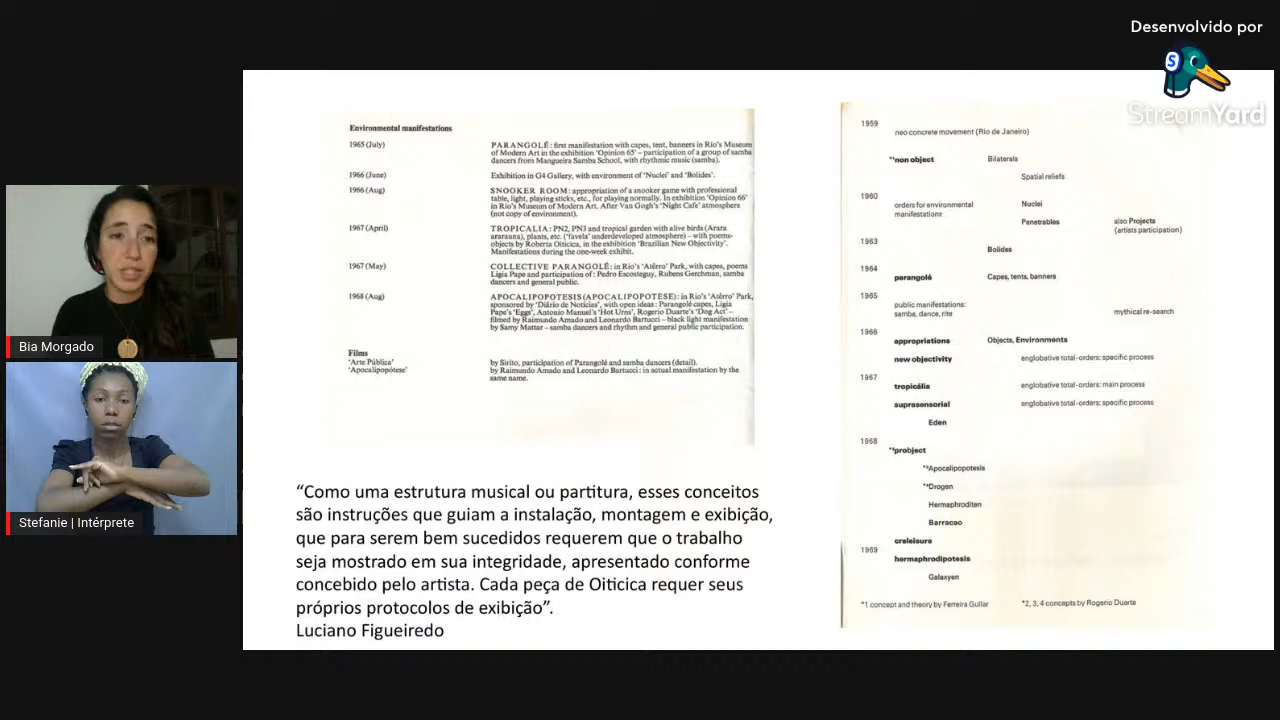 Desenvolvido por
S
StreamYard
Bia Morgado
Stefanie | Intérprete
Environmental manifestations
1965 (July) PARANGOLÉ: first manifestation with capes, tent, banners in Rio's Museum
of Modern Art in the exhibition 'Opinion 65' – participation of a group of samba
dancers from Mangueira Samba School, with rhythmic music (samba).
1966 (June) Exhibition in G4 Gallery, with environment of 'Nuclei' and 'Bolides'.
1966 (Aug) SNOOKER ROOM: appropriation of a snooker game with professional
table, light, playing sticks, etc., for playing normally. In exhibition 'Opinion 66'
in Rio's Museum of Modern Art. After Van Gogh's 'Night Cafe' atmosphere
(not copy of environment).
1967 (April) TROPICALIA: PN2, PN3 and tropical garden with alive birds (Arara
ararauna), plants, etc. ('favela' underdeveloped atmosphere) – with poems-
objects by Roberta Oiticica, in the exhibition 'Brazilian New Objectivity'.
Manifestations during the one-week exhibit.
1967 (May) COLLECTIVE PARANGOLÉ: in Rio's 'Atêrro' Park, with capes, poems
Ligia Pape and participation of: Pedro Escosteguy, Rubens Gerchman, samba
dancers and general public.
1968 (Aug) APOCALIPOPOTESIS (APOCALIPOPÓTESE): in Rio's 'Atêrro' Park,
sponsored by 'Diário de Notícias', with open ideas: Parangolé capes, Ligia
Pape's 'Eggs', Antonio Manuel's 'Hot Urns', Rogerio Duarte's 'Dog Act' –
filmed by Raimundo Amado and Leonardo Bartucci – black light manifestation
by Samy Mattar – samba dancers and rhythm and general public participation.
Films
'Arte Pública' by Sirito, participation of Parangolé and samba dancers (detail).
'Apocalipopótese' by Raimundo Amado and Leonardo Bartucci: in actual manifestation by the
same name.
"Como uma estrutura musical ou partitura, esses conceitos
são instruções que guiam a instalação, montagem e exibição,
que para serem bem sucedidos requerem que o trabalho
seja mostrado em sua integridade, apresentado conforme
concebido pelo artista. Cada peça de Oiticica requer seus
próprios protocolos de exibição".
Luciano Figueiredo
1959
neo concrete movement (Rio de Janeiro)
*¹non object Bilaterals
Spatial reliefs
1960
orders for environmental Nuclei
manifestations
Penetrables also Projects
(artists participation)
1963
Bolides
1964
parangolé Capes, tents, banners
1965
public manifestations:
samba, dance, rite mythical re-search
1966
appropriations Objects, Environments
new objectivity englobative total-orders: specific process
1967
tropicália englobative total-orders: main process
suprasensorial englobative total-orders: specific process
Eden
1968
*²probject
*³Apocalipopotesis
*⁴Drogen
Hermaphroditen
Barracao
creleisure
1969
hermaphrodipotesis
Galaxyen
*1 concept and theory by Ferreira Gullar *2, 3, 4 concepts by Rogerio Duarte